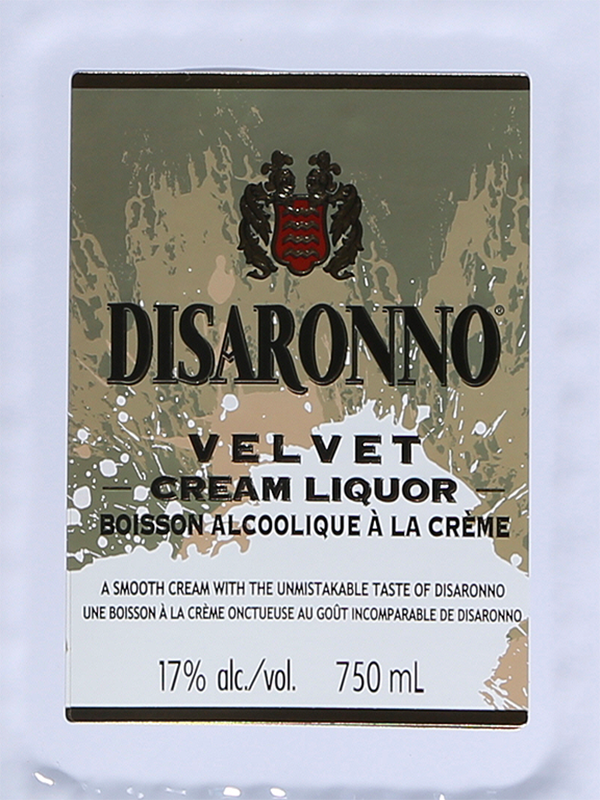 DISARONNO®
VELVET
CREAM LIQUOR
BOISSON ALCOOLIQUE À LA CRÈME
A SMOOTH CREAM WITH THE UNMISTAKABLE TASTE OF DISARONNO
UNE BOISSON À LA CRÈME ONCTUEUSE AU GOÛT INCOMPARABLE DE DISARONNO
17% alc./vol. 750 mL